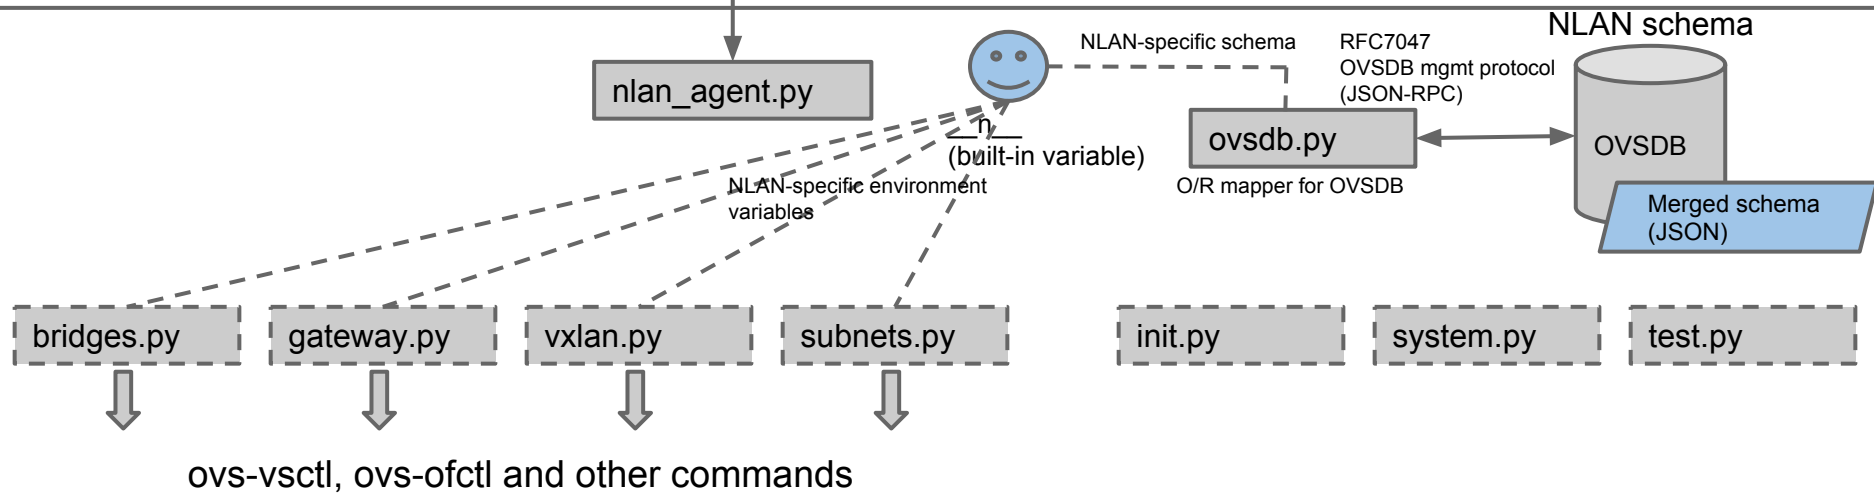 NLAN schema
NLAN-specific schema
RFC7047
OVSDB mgmt protocol
(JSON-RPC)
nlan_agent.py
__n__
(built-in variable)
ovsdb.py
OVSDB
O/R mapper for OVSDB
NLAN-specific environment
variables
Merged schema
(JSON)
bridges.py
gateway.py
vxlan.py
subnets.py
init.py
system.py
test.py
ovs-vsctl, ovs-ofctl and other commands